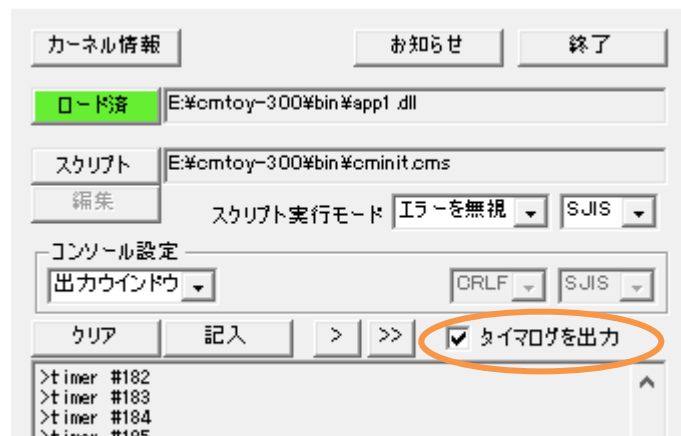 カーネル情報 お知らせ 終了
ロード済 E:¥cmtoy-300¥bin¥app1.dll
スクリプト E:¥cmtoy-300¥bin¥cminit.cms
編集 スクリプト実行モード エラーを無視 SJIS
コンソール設定
出力ウインドウ CRLF SJIS
クリア 記入 > >> タイマログを出力
>timer #182
>timer #183
>timer #184
>timer #185